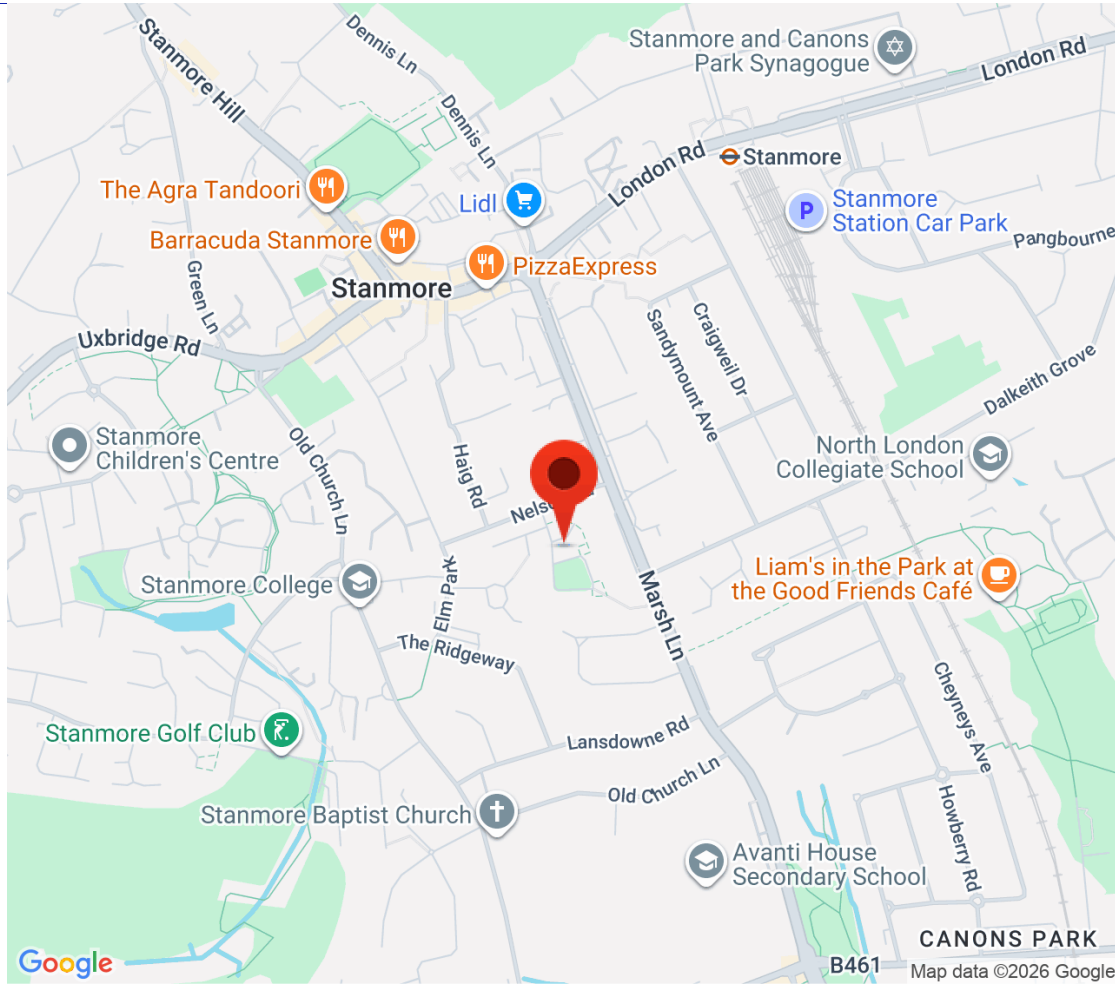 Stanmore Hill
Dennis Ln
Stanmore and Canons
Park Synagogue
London Rd
Dennis Ln
London Rd
Stanmore
The Agra Tandoori
Lidl
P
Stanmore
Station Car Park
Barracuda Stanmore
Pangbourne
PizzaExpress
Green Ln
Stanmore
Uxbridge Rd
Sandymount Ave
Craigweil Dr
Dalkeith Grove
Stanmore
Children's Centre
Old Church Ln
Haig Rd
North London
Collegiate School
Stanmore College
Elm Park
Marsh Ln
Liam's in the Park at
the Good Friends Café
The Ridgeway
Cheyneys Ave
Stanmore Golf Club
Lansdowne Rd
Old Church Ln
Howberry Rd
Stanmore Baptist Church
Avanti House
Secondary School
CANONS PARK
Google
B461
Map data ©2026 Google